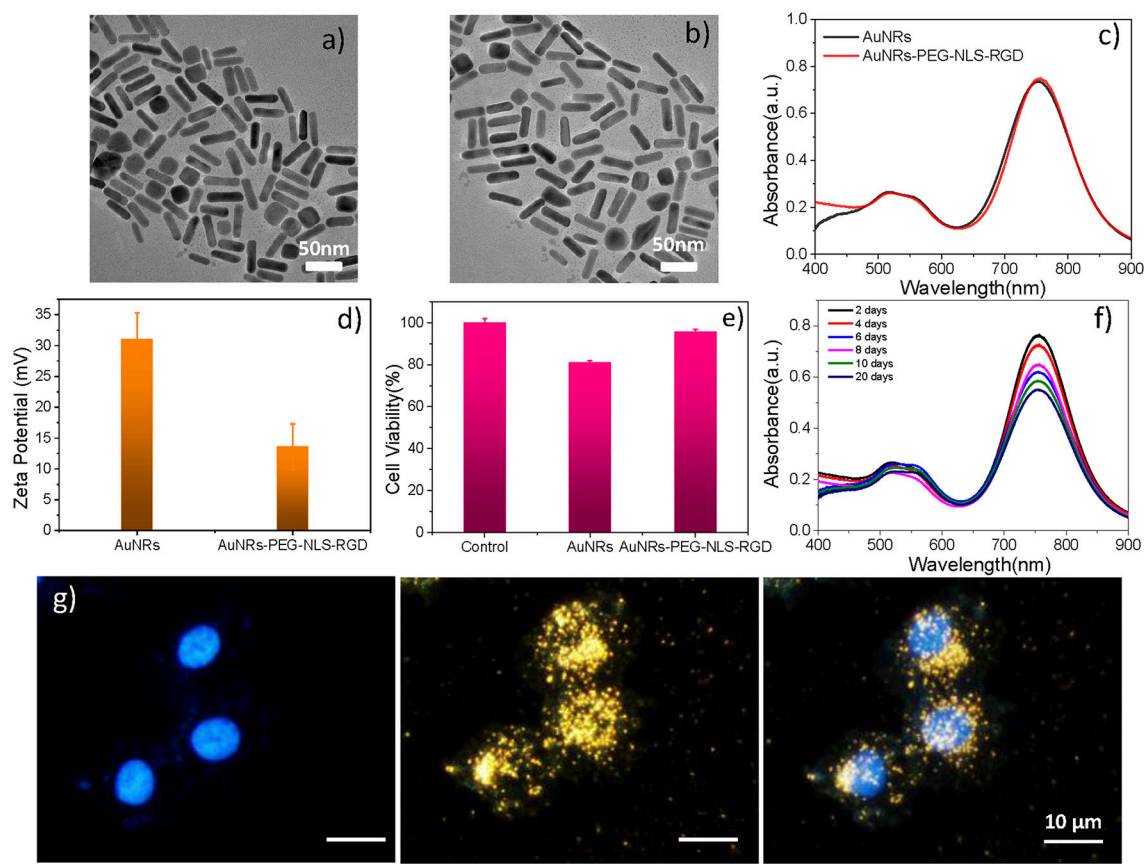 a)
50nm
b)
50nm
c)
AuNRs
AuNRs-PEG-NLS-RGD
Absorbance(a.u.)
0.0
0.2
0.4
0.6
0.8
1.0
400 500 600 700 800 900
Wavelength(nm)
d)
Zeta Potential (mV)
35
30
25
20
15
10
5
0
AuNRs AuNRs-PEG-NLS-RGD
e)
Cell Viability(%)
100
80
60
40
20
0
Control AuNRs AuNRs-PEG-NLS-RGD
f)
2 days
4 days
6 days
8 days
10 days
20 days
Absorbance(a.u.)
0.8
0.6
0.4
0.2
0.0
400 500 600 700 800 900
Wavelength(nm)
g)
10 μm